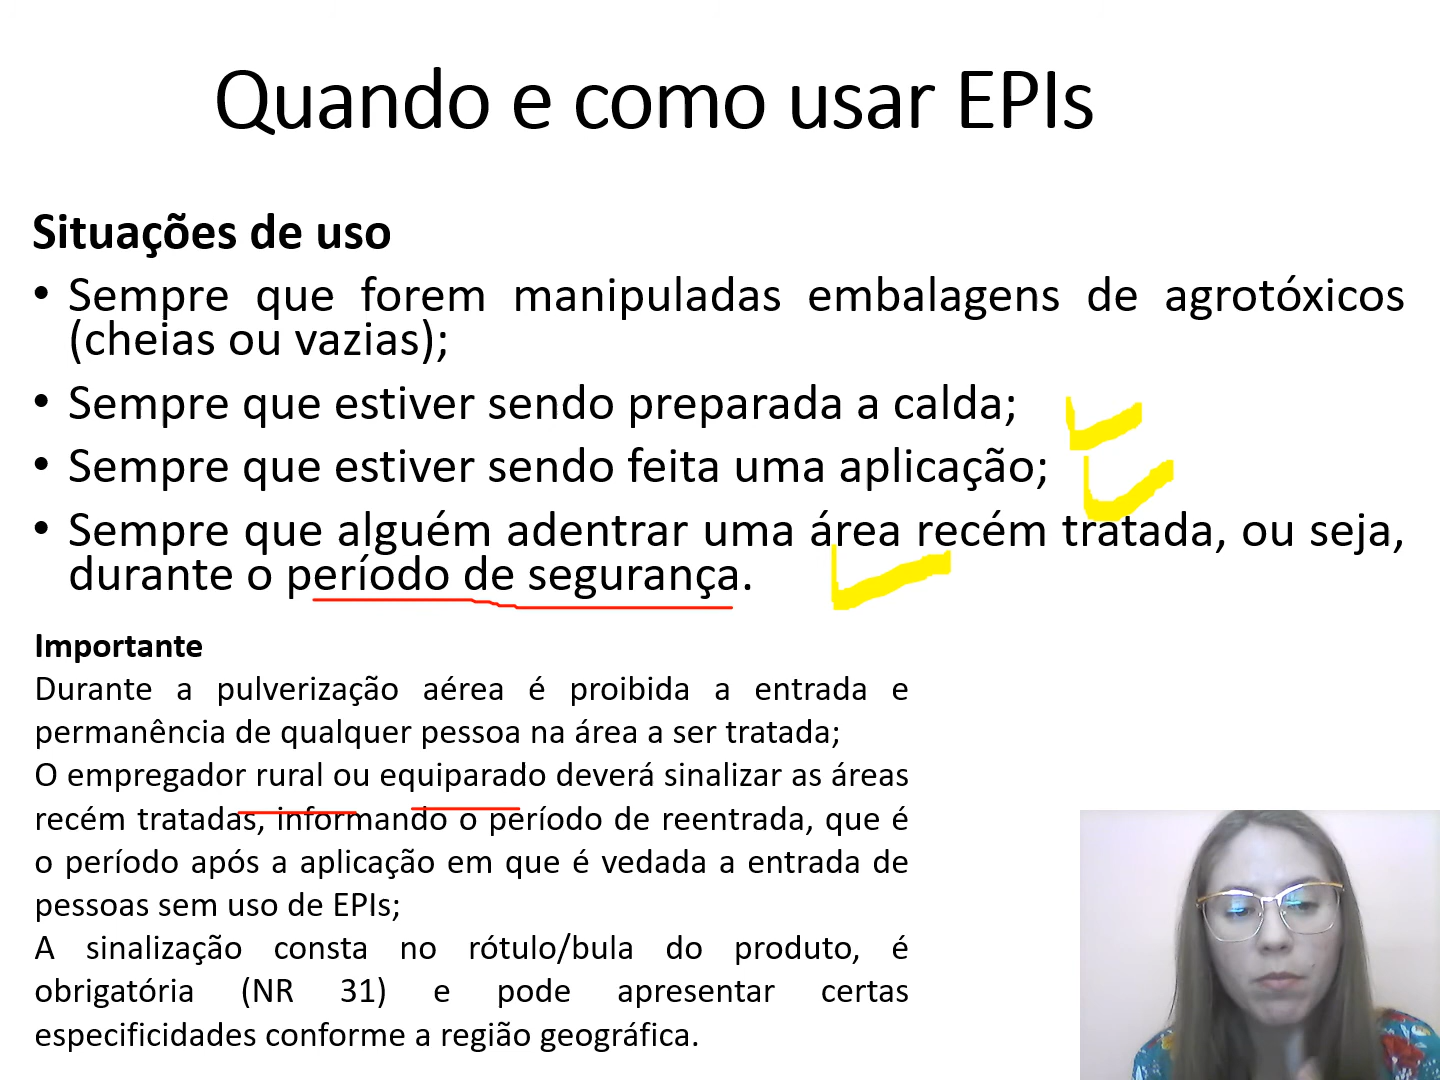 Quando e como usar EPIs
Situações de uso
• Sempre que forem manipuladas embalagens de agrotóxicos
(cheias ou vazias);
• Sempre que estiver sendo preparada a calda;
• Sempre que estiver sendo feita uma aplicação;
• Sempre que alguém adentrar uma área recém tratada, ou seja,
durante o período de segurança.
Importante
Durante a pulverização aérea é proibida a entrada e
permanência de qualquer pessoa na área a ser tratada;
O empregador rural ou equiparado deverá sinalizar as áreas
recém tratadas, informando o período de reentrada, que é
o período após a aplicação em que é vedada a entrada de
pessoas sem uso de EPIs;
A sinalização consta no rótulo/bula do produto, é
obrigatória (NR 31) e pode apresentar certas
especificidades conforme a região geográfica.